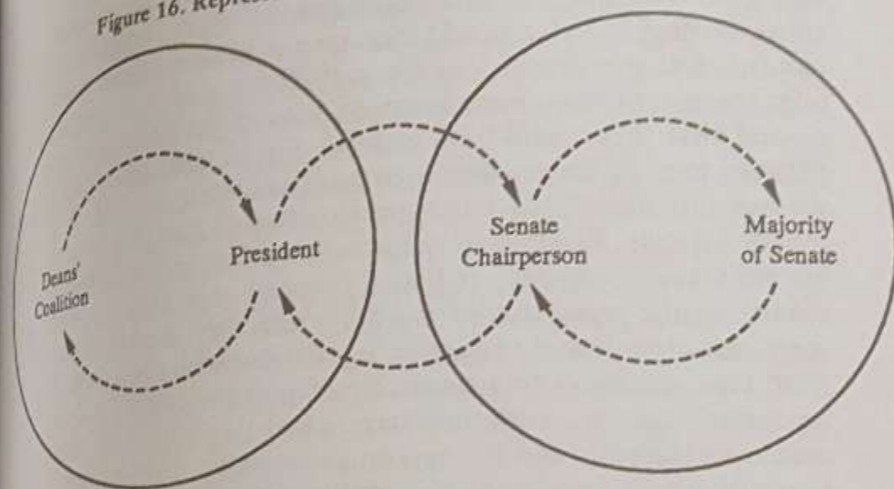 Figure 16.
Deans'
Coalition
President
Senate
Chairperson
Majority
of Senate